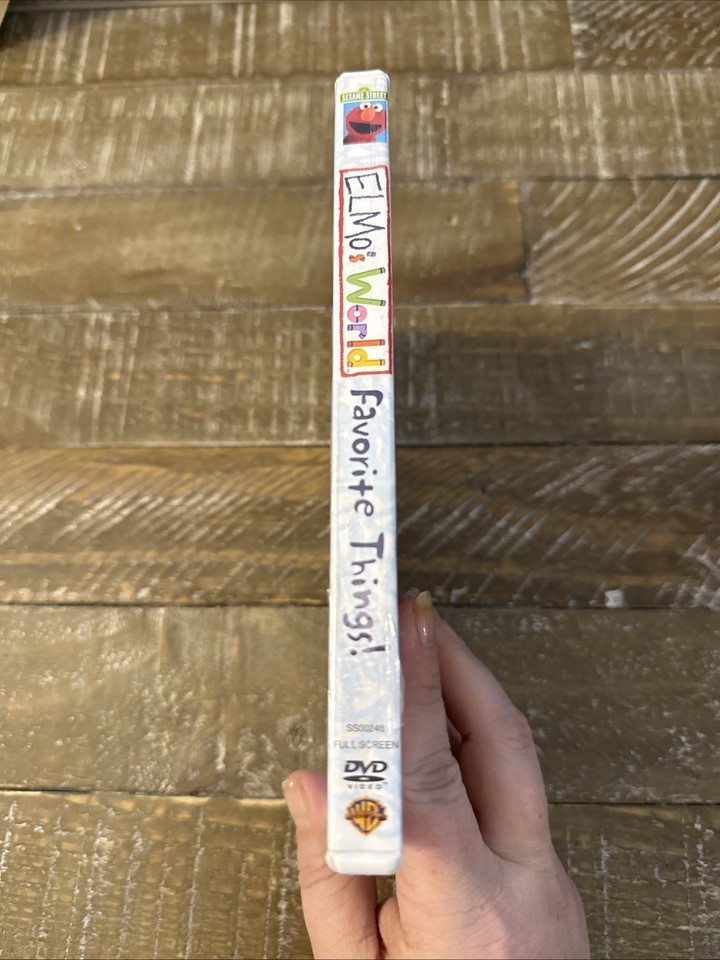 SESAME STREET
ELMO's World
Favorite Things!
SS00248
FULL SCREEN
DVD
VIDEO
WB